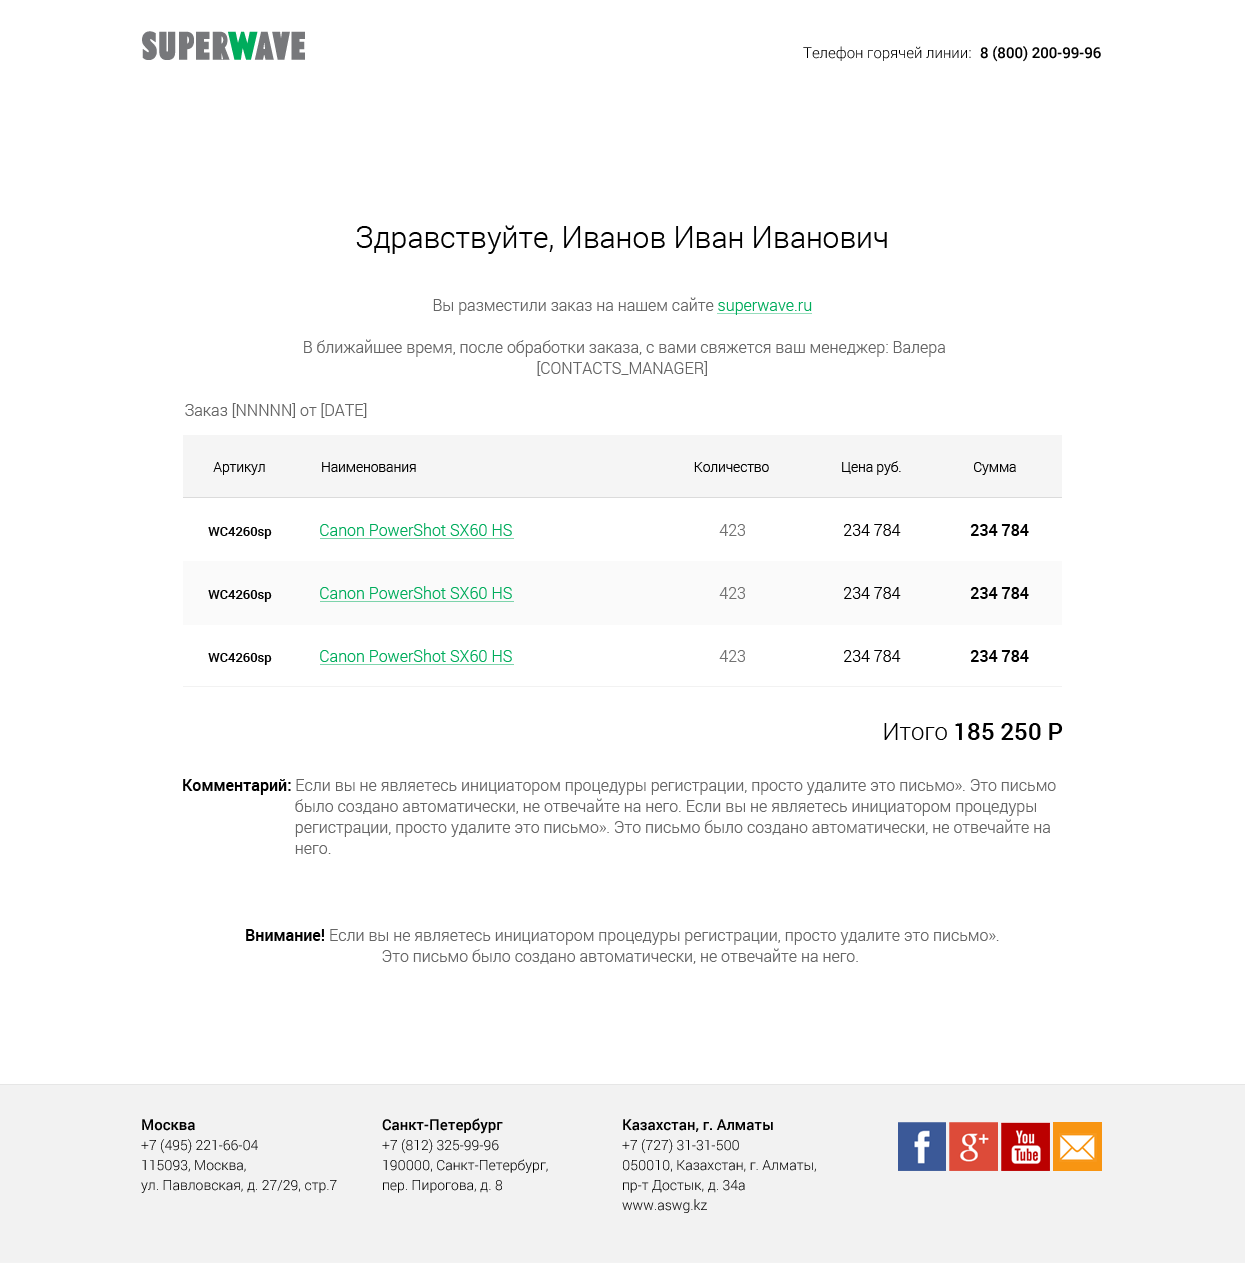 SUPERWAVE
Телефон горячей линии: 8 (800) 200-99-96
Здравствуйте, Иванов Иван Иванович
Вы разместили заказ на нашем сайте superwave.ru
В ближайшее время, после обработки заказа, с вами свяжется ваш менеджер: Валера
[CONTACTS_MANAGER]
Заказ [NNNNN] от [DATE]
Артикул Наименования Количество Цена руб. Сумма
WC4260sp Canon PowerShot SX60 HS 423 234 784 234 784
WC4260sp Canon PowerShot SX60 HS 423 234 784 234 784
WC4260sp Canon PowerShot SX60 HS 423 234 784 234 784
Итого 185 250 Р
Комментарий: Если вы не являетесь инициатором процедуры регистрации, просто удалите это письмо». Это письмо
было создано автоматически, не отвечайте на него. Если вы не являетесь инициатором процедуры
регистрации, просто удалите это письмо». Это письмо было создано автоматически, не отвечайте на
него.
Внимание! Если вы не являетесь инициатором процедуры регистрации, просто удалите это письмо».
Это письмо было создано автоматически, не отвечайте на него.
Москва
+7 (495) 221-66-04
115093, Москва,
ул. Павловская, д. 27/29, стр.7
Санкт-Петербург
+7 (812) 325-99-96
190000, Санкт-Петербург,
пер. Пирогова, д. 8
Казахстан, г. Алматы
+7 (727) 31-31-500
050010, Казахстан, г. Алматы,
пр-т Достык, д. 34а
www.aswg.kz
f
g+
You
Tube